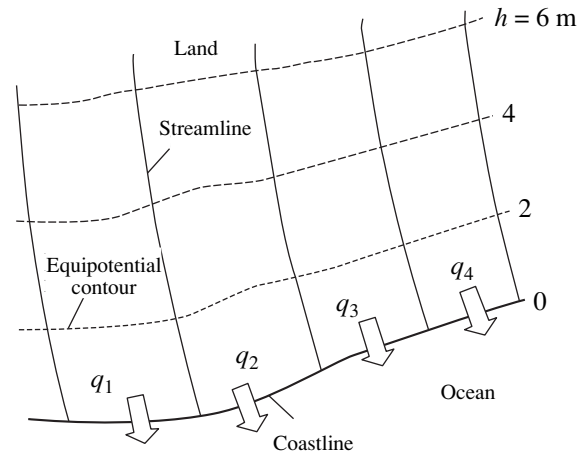 h = 6 m
Land
4
Streamline
2
Equipotential
contour
q4
q3
0
q2
q1
Ocean
Coastline